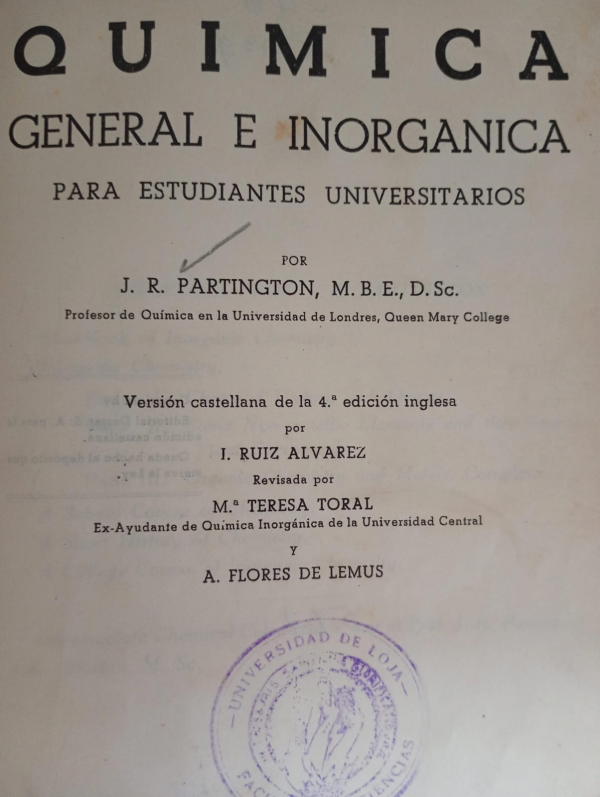 QUIMICA
GENERAL E INORGANICA
PARA ESTUDIANTES UNIVERSITARIOS
POR
J. R. PARTINGTON, M. B. E., D. Sc.
Profesor de Química en la Universidad de Londres, Queen Mary College
Versión castellana de la 4.ª edición inglesa
por
I. RUIZ ALVAREZ
Revisada por
M.ª TERESA TORAL
Ex-Ayudante de Química Inorgánica de la Universidad Central
Y
A. FLORES DE LEMUS
— UNIVERSIDAD DE LOJA —